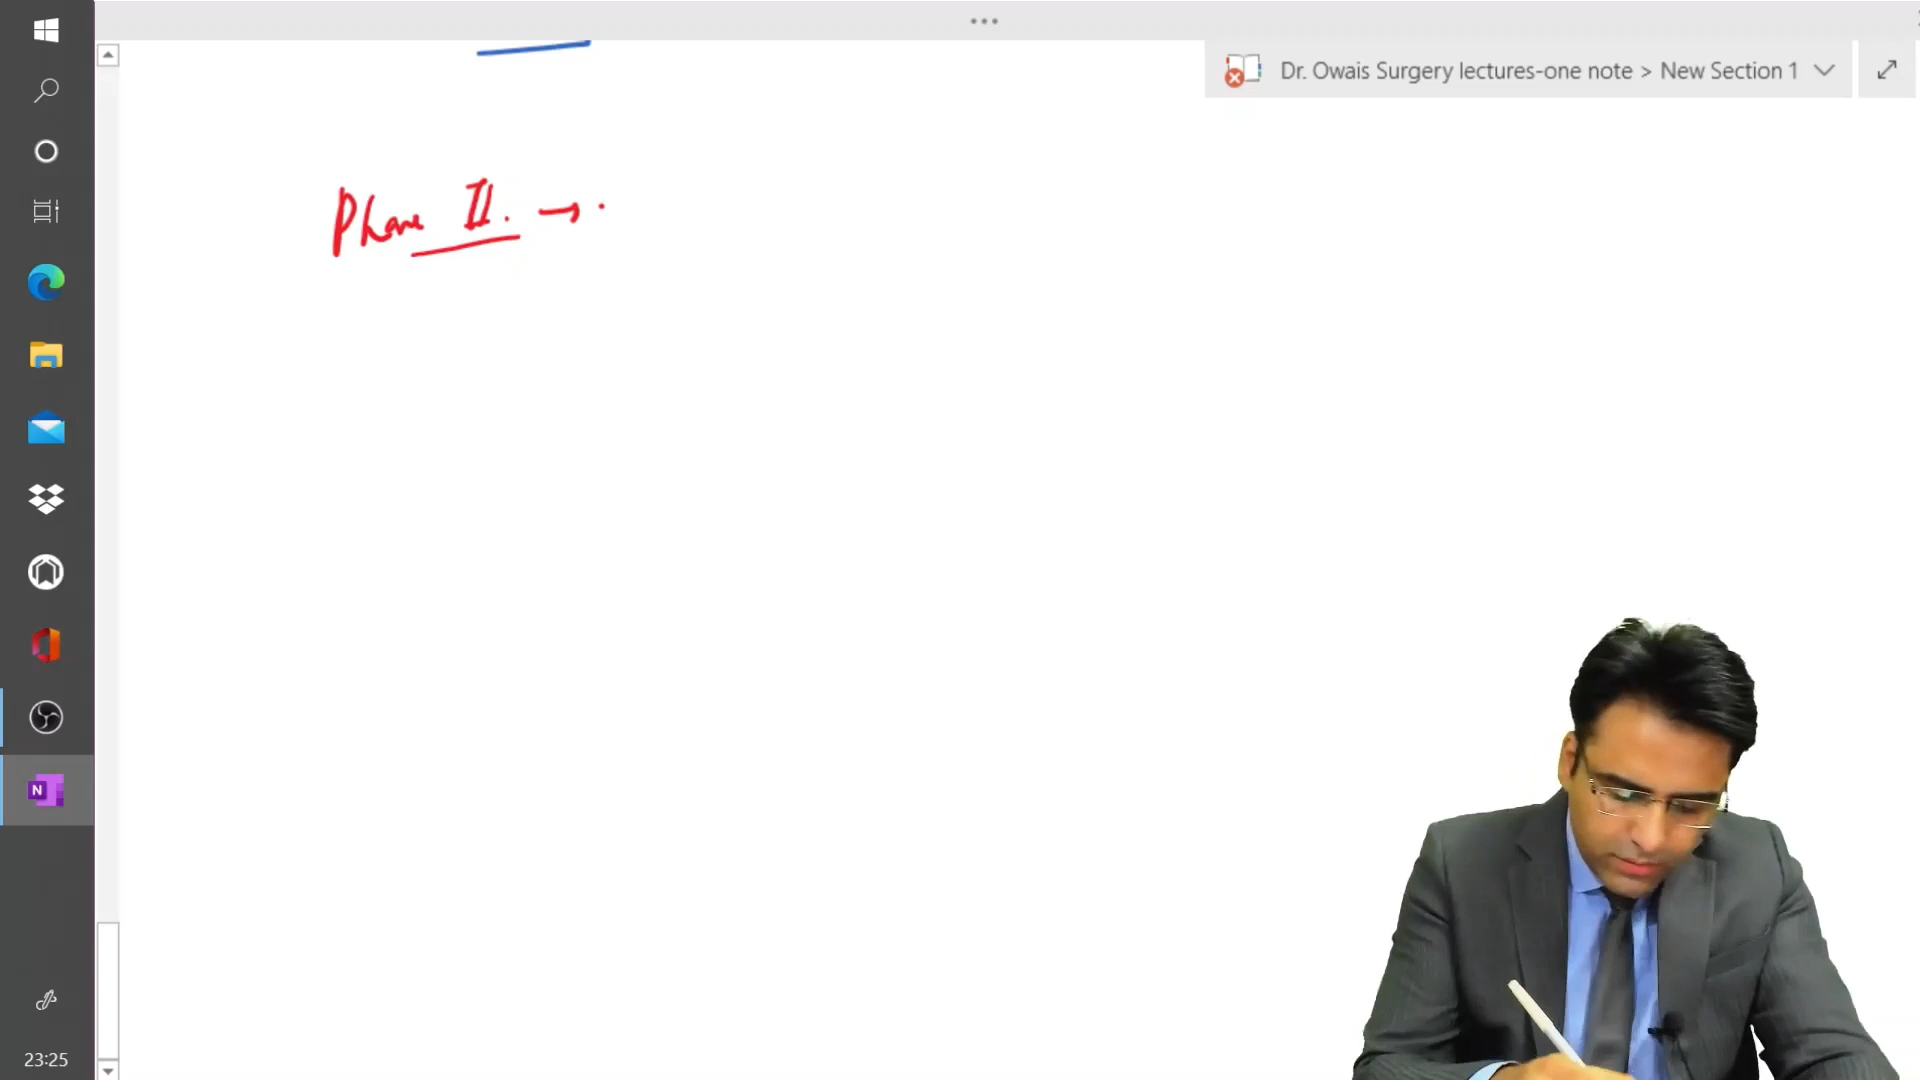 Dr. Owais Surgery lectures-one note > New Section 1
Phase II. →
N
23:25